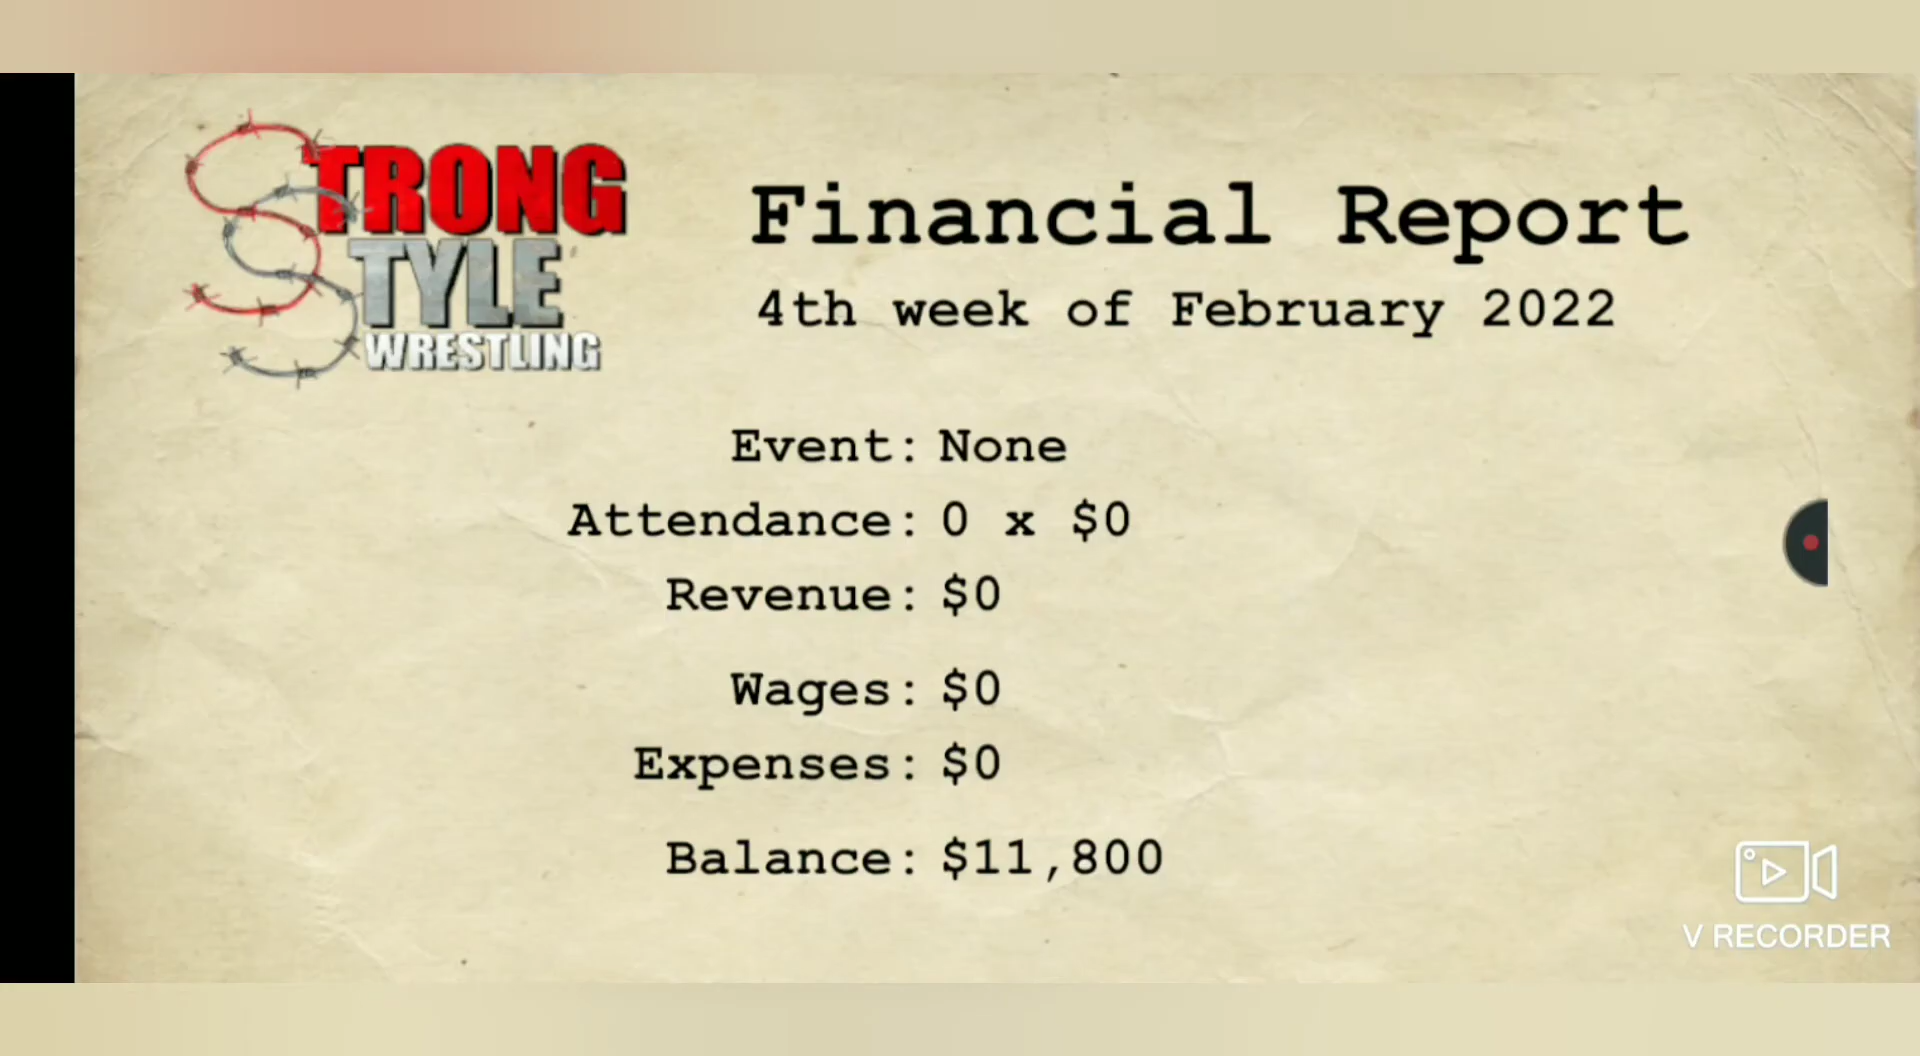 STRONG
STYLE
WRESTLING
Financial Report
4th week of February 2022
Event: None
Attendance: 0 x $0
Revenue: $0
Wages: $0
Expenses: $0
Balance: $11,800
V RECORDER